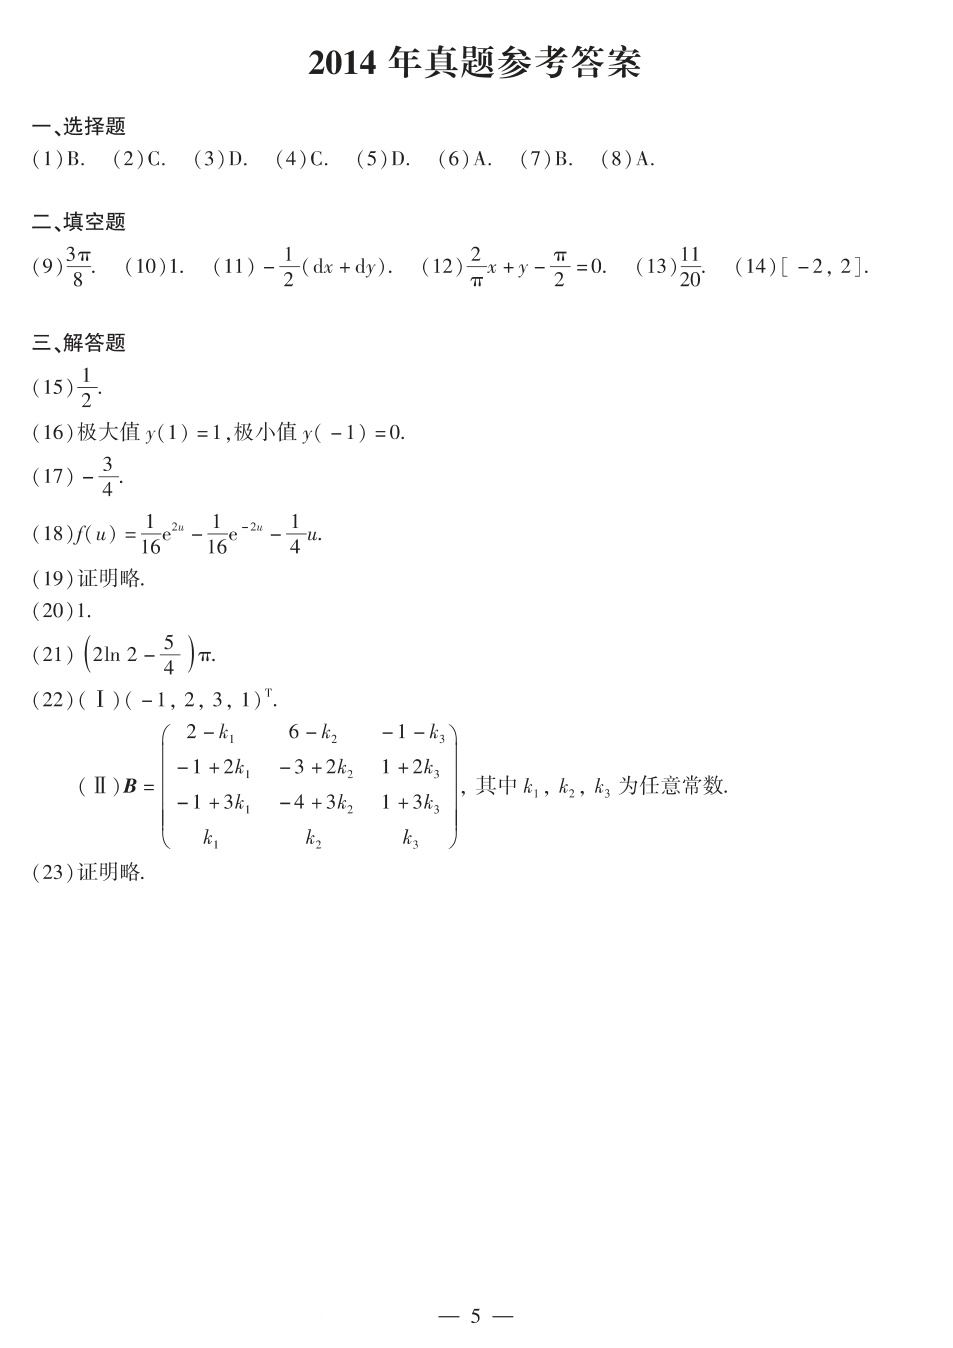 2014 年真题参考答案
一、选择题
(1)B. (2)C. (3)D. (4)C. (5)D. (6)A. (7)B. (8)A.
二、填空题
(9)3π/8. (10)1. (11) -1/2(dx+dy). (12)2/π x+y-π/2=0. (13)11/20. (14)[ -2, 2].
三、解答题
(15)1/2.
(16)极大值 y(1) =1,极小值 y( -1) =0.
(17) -3/4.
(18)f(u) =1/16 e^{2u} -1/16 e^{-2u} -1/4 u.
(19)证明略.
(20)1.
(21) (2ln 2 -5/4)π.
(22)(Ⅰ)( -1, 2, 3, 1)^T.
(Ⅱ)B =
2-k₁ 6-k₂ -1-k₃
-1+2k₁ -3+2k₂ 1+2k₃
-1+3k₁ -4+3k₂ 1+3k₃
k₁ k₂ k₃
, 其中 k₁, k₂, k₃ 为任意常数.
(23)证明略.
— 5 —